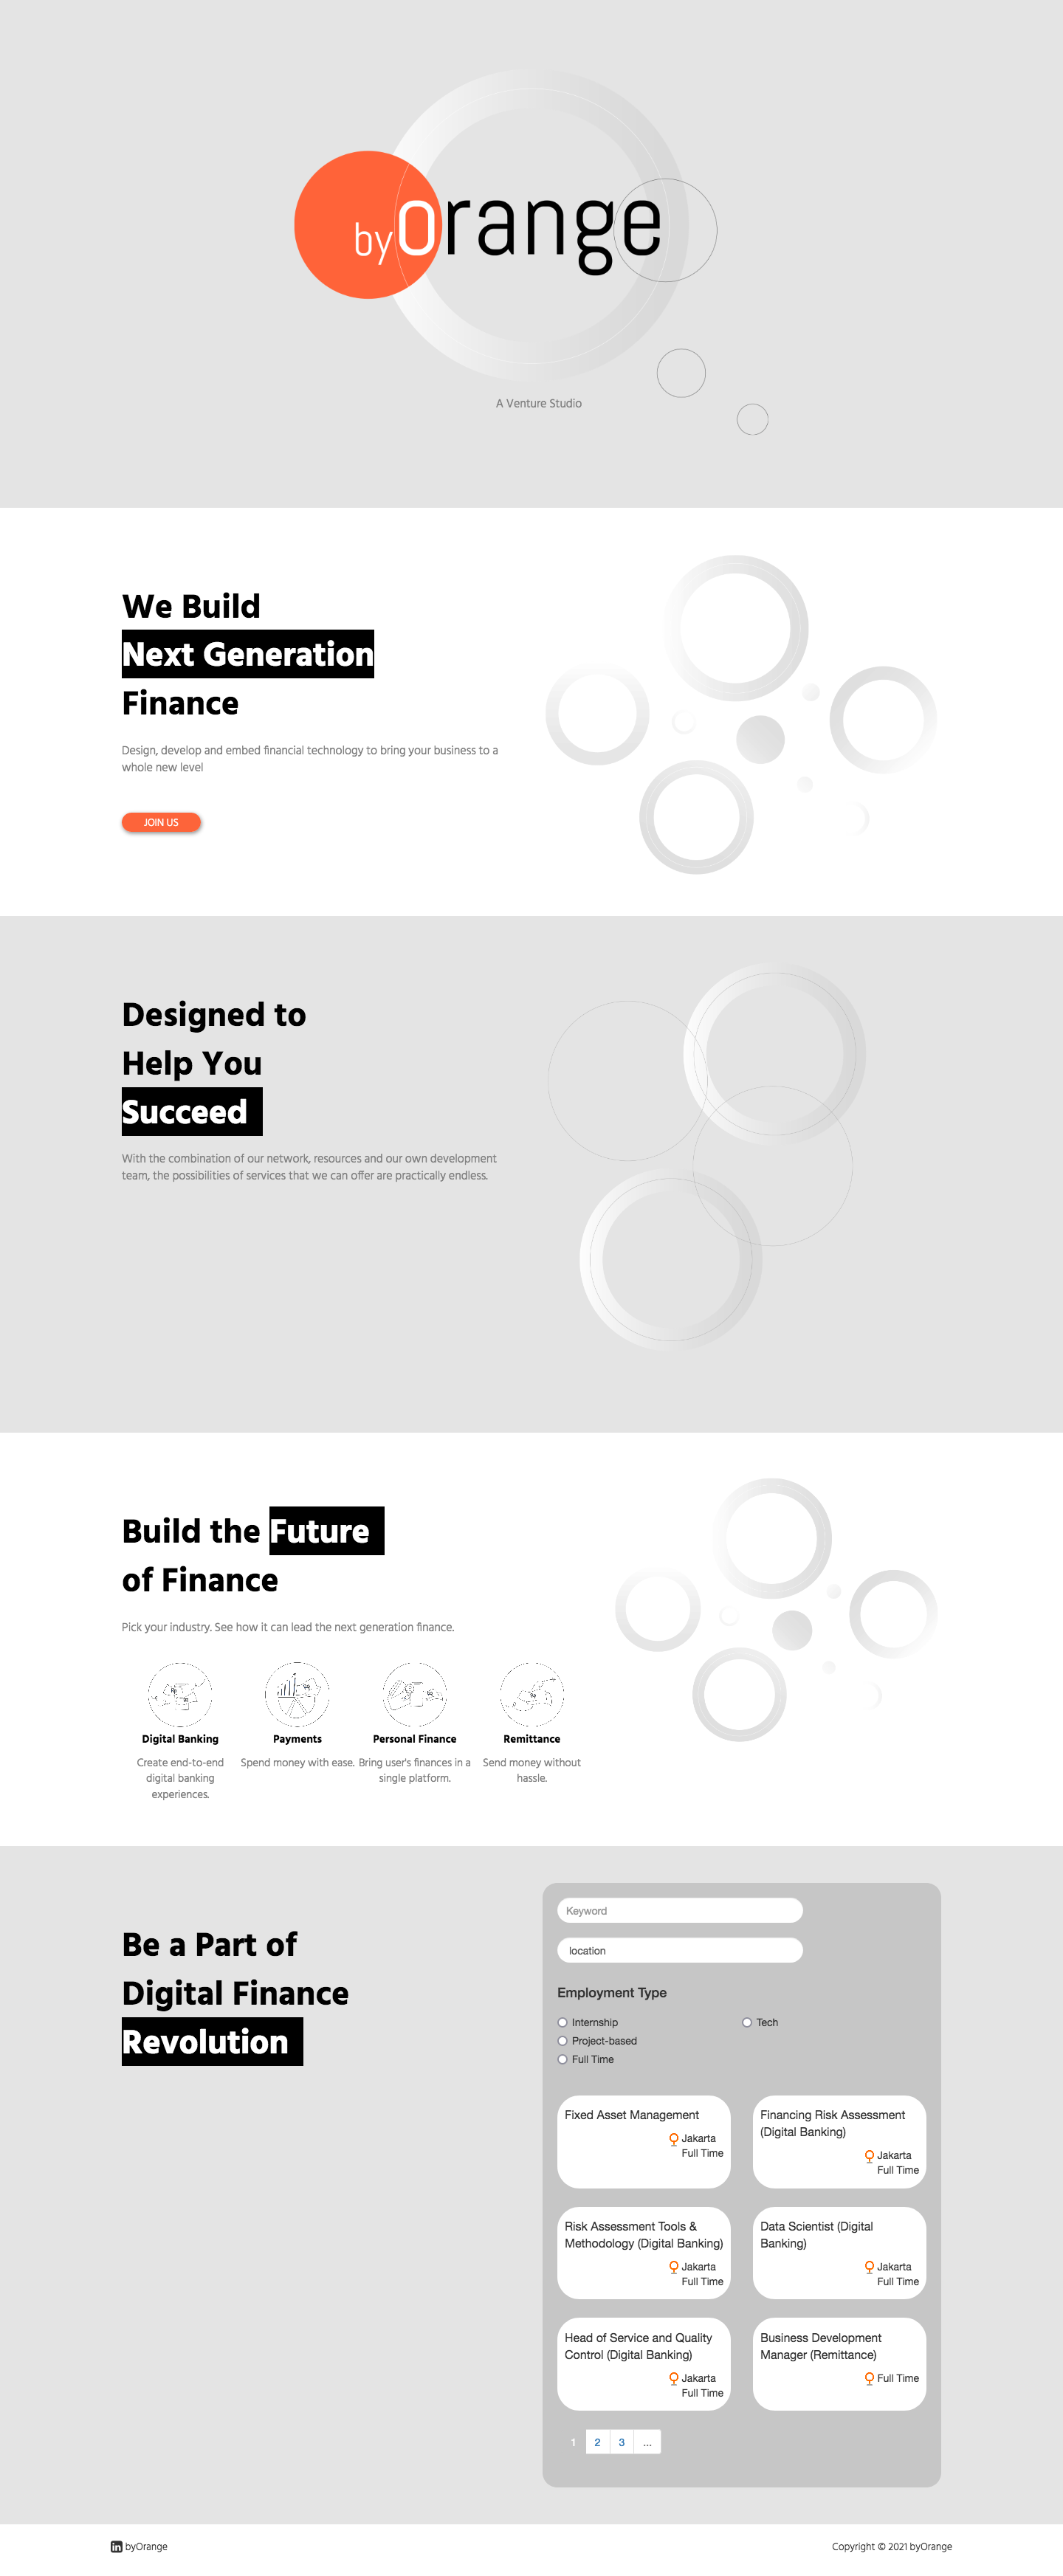 byOrange
A Venture Studio
We Build
Next Generation
Finance
Design, develop and embed financial technology to bring your business to a
whole new level
JOIN US
Designed to
Help You
Succeed
With the combination of our network, resources and our own development
team, the possibilities of services that we can offer are practically endless.
Build the Future
of Finance
Pick your industry. See how it can lead the next generation finance.
Digital Banking
Create end-to-end
digital banking
experiences.
Payments
Spend money with ease.
Personal Finance
Bring user's finances in a
single platform.
Remittance
Send money without
hassle.
Be a Part of
Digital Finance
Revolution
Keyword
location
Employment Type
Internship
Tech
Project-based
Full Time
Fixed Asset Management
Jakarta
Full Time
Financing Risk Assessment
(Digital Banking)
Jakarta
Full Time
Risk Assessment Tools &
Methodology (Digital Banking)
Jakarta
Full Time
Data Scientist (Digital
Banking)
Jakarta
Full Time
Head of Service and Quality
Control (Digital Banking)
Jakarta
Full Time
Business Development
Manager (Remittance)
Full Time
1 2 3 ...
in byOrange
Copyright © 2021 byOrange